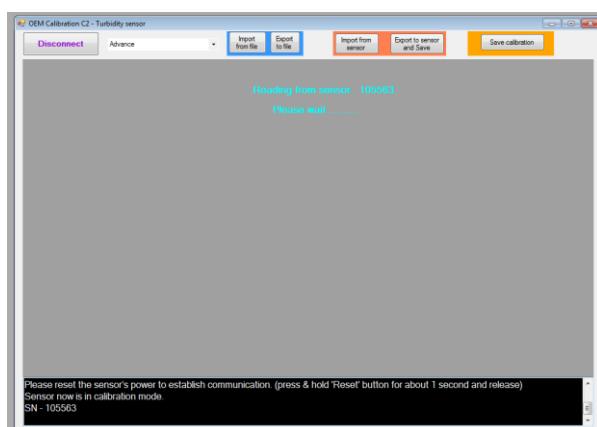 OEM Calibration C2 - Turbidity sensor
Disconnect
Advance
Import from file
Export to file
Import from sensor
Export to sensor and Save
Save calibration
Reading from sensor 105563
Please wait..............
Please reset the sensor's power to establish communication. (press & hold 'Reset' button for about 1 second and release)
Sensor now is in calibration mode.
SN - 105563